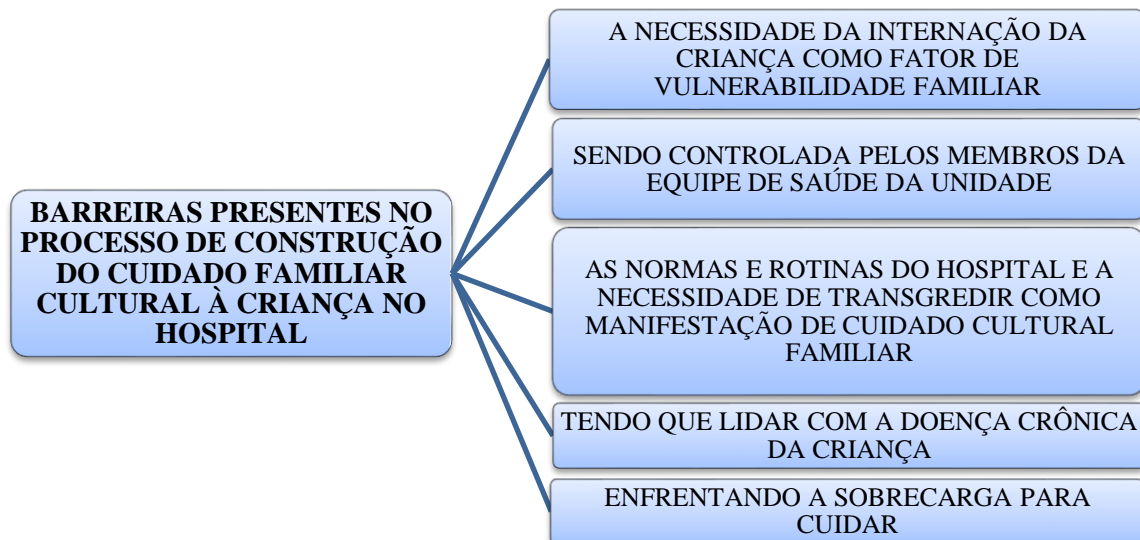 A NECESSIDADE DA INTERNAÇÃO DA
CRIANÇA COMO FATOR DE
VULNERABILIDADE FAMILIAR
SENDO CONTROLADA PELOS MEMBROS DA
EQUIPE DE SAÚDE DA UNIDADE
BARREIRAS PRESENTES NO
PROCESSO DE CONSTRUÇÃO
DO CUIDADO FAMILIAR
CULTURAL À CRIANÇA NO
HOSPITAL
AS NORMAS E ROTINAS DO HOSPITAL E A
NECESSIDADE DE TRANSGREDIR COMO
MANIFESTAÇÃO DE CUIDADO CULTURAL
FAMILIAR
TENDO QUE LIDAR COM A DOENÇA CRÔNICA
DA CRIANÇA
ENFRENTANDO A SOBRECARGA PARA
CUIDAR